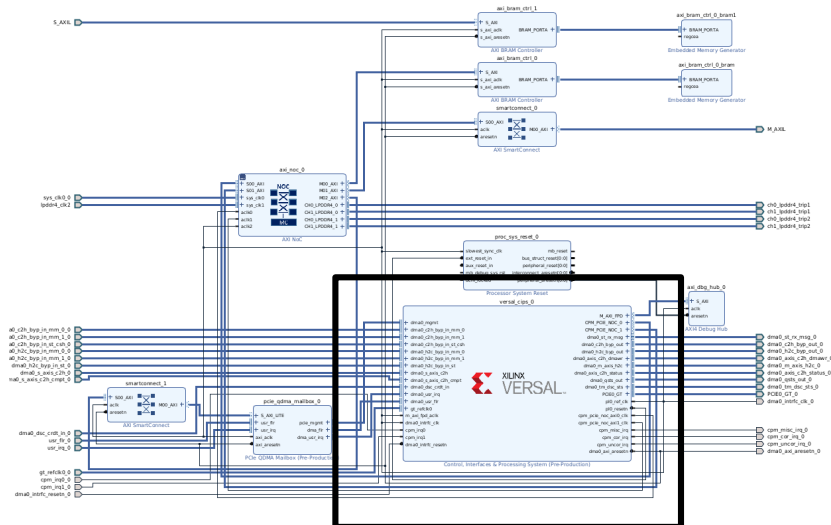 axi_bram_ctrl_1
S_AXI
s_axi_aclk
s_axi_aresetn
BRAM_PORTA
AXI BRAM Controller
axi_bram_ctrl_0_bram1
BRAM_PORTA
regcea
Embedded Memory Generator
S_AXIL
axi_bram_ctrl_0
S_AXI
s_axi_aclk
s_axi_aresetn
BRAM_PORTA
AXI BRAM Controller
axi_bram_ctrl_0_bram
BRAM_PORTA
regcea
Embedded Memory Generator
smartconnect_0
S00_AXI
aclk
aresetn
M00_AXI
AXI SmartConnect
M_AXIL
axi_noc_0
S00_AXI
S01_AXI
sys_clk0
sys_clk1
aclk0
aclk1
aclk2
NOC
MC
M00_AXI
M01_AXI
M02_AXI
CH0_LPDDR4_0
CH1_LPDDR4_0
CH0_LPDDR4_1
CH1_LPDDR4_1
AXI NoC
sys_clk0_0
lpddr4_clk2
ch0_lpddr4_trip1
ch1_lpddr4_trip1
ch0_lpddr4_trip2
ch1_lpddr4_trip2
proc_sys_reset_0
slowest_sync_clk
ext_reset_in
aux_reset_in
mb_debug_sys_rst
mb_reset
bus_struct_reset[0:0]
peripheral_reset[0:0]
interconnect_aresetn[0:0]
Processor System Reset
axi_dbg_hub_0
S_AXI
aclk
aresetn
AXI4 Debug Hub
versal_cips_0
dma0_mgmt
dma0_c2h_byp_in_mm_0
dma0_c2h_byp_in_mm_1
dma0_c2h_byp_in_st_csh
dma0_h2c_byp_in_mm_0
dma0_h2c_byp_in_mm_1
dma0_h2c_byp_in_st
dma0_s_axis_c2h
dma0_s_axis_c2h_cmpt
dma0_dsc_crdt_in
dma0_usr_irq
dma0_usr_flr
gt_refclk0
m_axi_fpd_aclk
dma0_intrfc_clk
cpm_irq0
cpm_irq1
dma0_intrfc_resetn
XILINX
VERSAL
M_AXI_FPD
CPM_PCIE_NOC_0
CPM_PCIE_NOC_1
dma0_st_rx_msg
dma0_c2h_byp_out
dma0_h2c_byp_out
dma0_axis_c2h_dmawr
dma0_m_axis_h2c
dma0_axis_c2h_status
dma0_qsts_out
dma0_tm_dsc_sts
PCIE0_GT
pl0_ref_clk
pl0_resetn
cpm_pcie_noc_axi0_clk
cpm_pcie_noc_axi1_clk
cpm_misc_irq
cpm_cor_irq
cpm_uncor_irq
dma0_axi_aresetn
Control, Interfaces & Processing System (Pre-Production)
a0_c2h_byp_in_mm_0_0
a0_c2h_byp_in_mm_1_0
a0_c2h_byp_in_st_csh_0
a0_h2c_byp_in_mm_0_0
a0_h2c_byp_in_mm_1_0
dma0_h2c_byp_in_st_0
dma0_s_axis_c2h_0
s_axis_c2h_cmpt_0
smartconnect_1
S00_AXI
aclk
aresetn
M00_AXI
AXI SmartConnect
pcie_qdma_mailbox_0
S_AXI_LITE
usr_flr
usr_irq
axi_aclk
axi_aresetn
pcie_mgmt
dma_flr
dma_usr_irq
PCIe QDMA Mailbox (Pre-Productio
dma0_dsc_crdt_in_0
usr_flr_0
usr_irq_0
gt_refclk0_0
cpm_irq0_0
cpm_irq1_0
dma0_intrfc_resetn_0
dma0_st_rx_msg_0
dma0_c2h_byp_out_0
dma0_h2c_byp_out_0
dma0_axis_c2h_dmawr_0
dma0_m_axis_h2c_0
dma0_axis_c2h_status_0
dma0_qsts_out_0
dma0_tm_dsc_sts_0
PCIE0_GT_0
dma0_intrfc_clk_0
cpm_misc_irq_0
cpm_cor_irq_0
cpm_uncor_irq_0
dma0_axi_aresetn_0